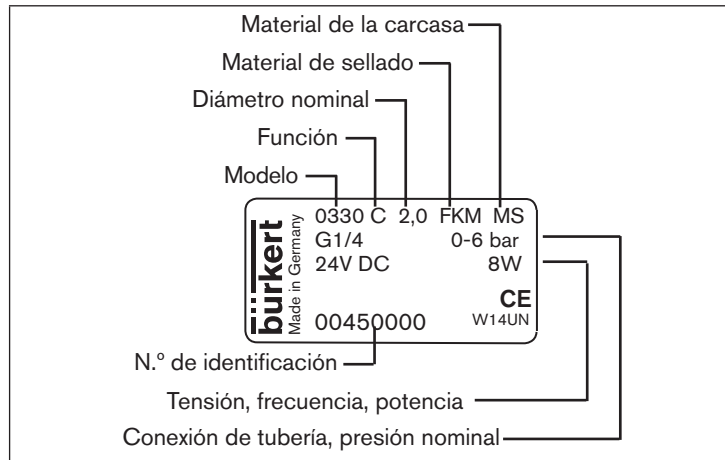 Material de la carcasa
Material de sellado
Diámetro nominal
Función
Modelo
bürkert
Made in Germany
0330 C 2,0 FKM MS
G1/4 0-6 bar
24V DC 8W
CE
00450000 W14UN
N.º de identificación
Tensión, frecuencia, potencia
Conexión de tubería, presión nominal